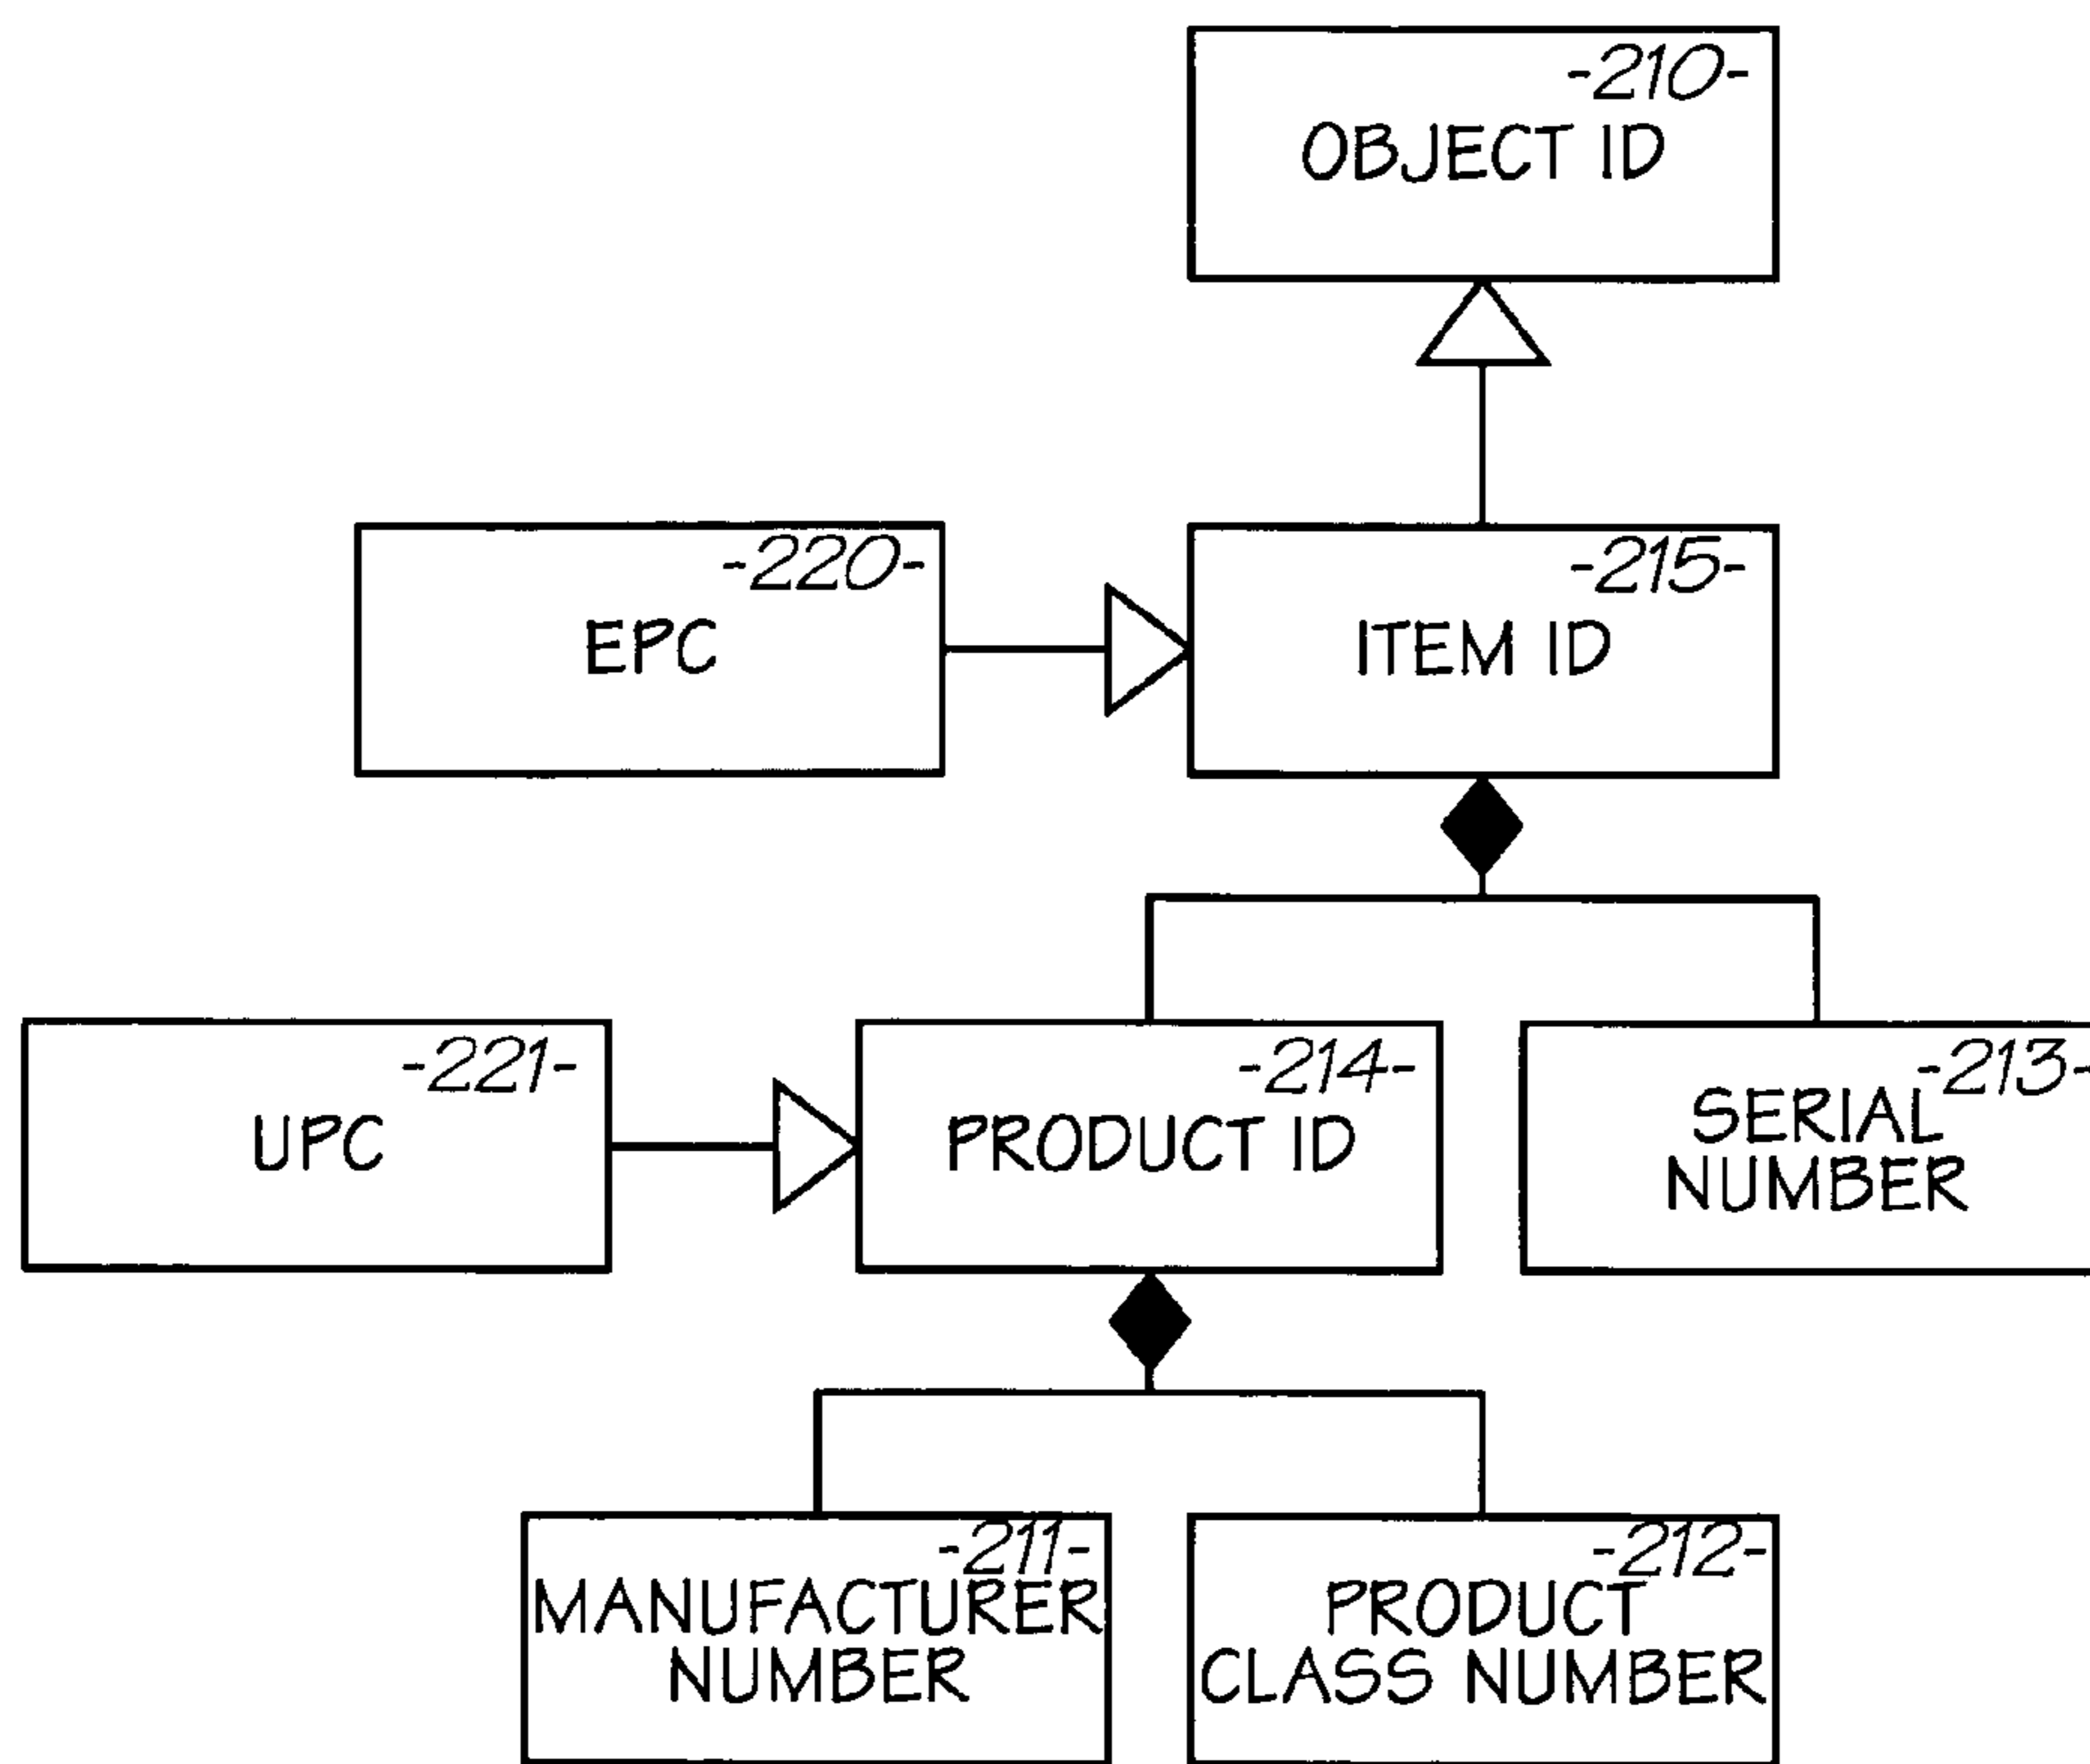 -210-
OBJECT ID
-220-
EPC
-215-
ITEM ID
-221-
UPC
-214-
PRODUCT ID
-213-
SERIAL
NUMBER
-211-
MANUFACTURER
NUMBER
-212-
PRODUCT
CLASS NUMBER